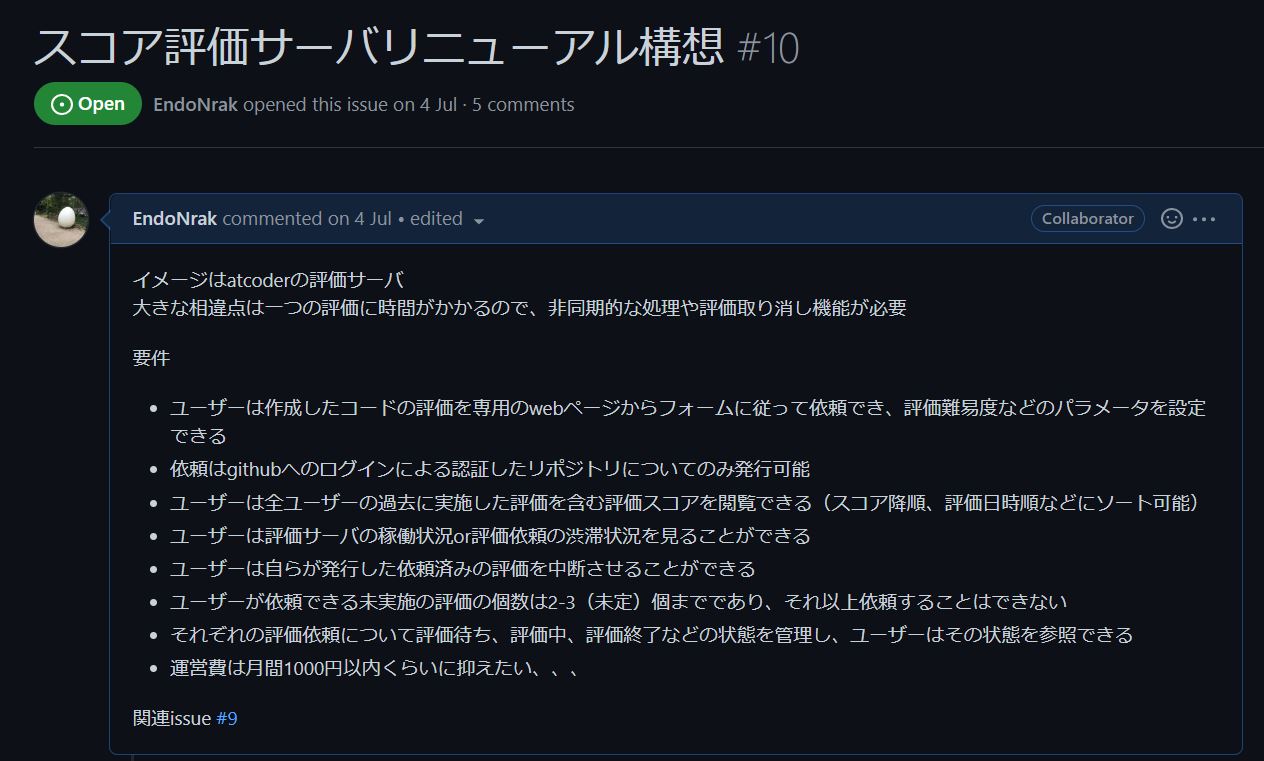 スコア評価サーバリニューアル構想 #10
Open EndoNrak opened this issue on 4 Jul · 5 comments
EndoNrak commented on 4 Jul • edited Collaborator
イメージはatcoderの評価サーバ
大きな相違点は一つの評価に時間がかかるので、非同期的な処理や評価取り消し機能が必要
要件
ユーザーは作成したコードの評価を専用のwebページからフォームに従って依頼でき、評価難易度などのパラメータを設定
できる
依頼はgithubへのログインによる認証したリポジトリについてのみ発行可能
ユーザーは全ユーザーの過去に実施した評価を含む評価スコアを閲覧できる（スコア降順、評価日時順などにソート可能）
ユーザーは評価サーバの稼働状況or評価依頼の渋滞状況を見ることができる
ユーザーは自らが発行した依頼済みの評価を中断させることができる
ユーザーが依頼できる未実施の評価の個数は2-3（未定）個までであり、それ以上依頼することはできない
それぞれの評価依頼について評価待ち、評価中、評価終了などの状態を管理し、ユーザーはその状態を参照できる
運営費は月間1000円以内くらいに抑えたい、、、
関連issue #9